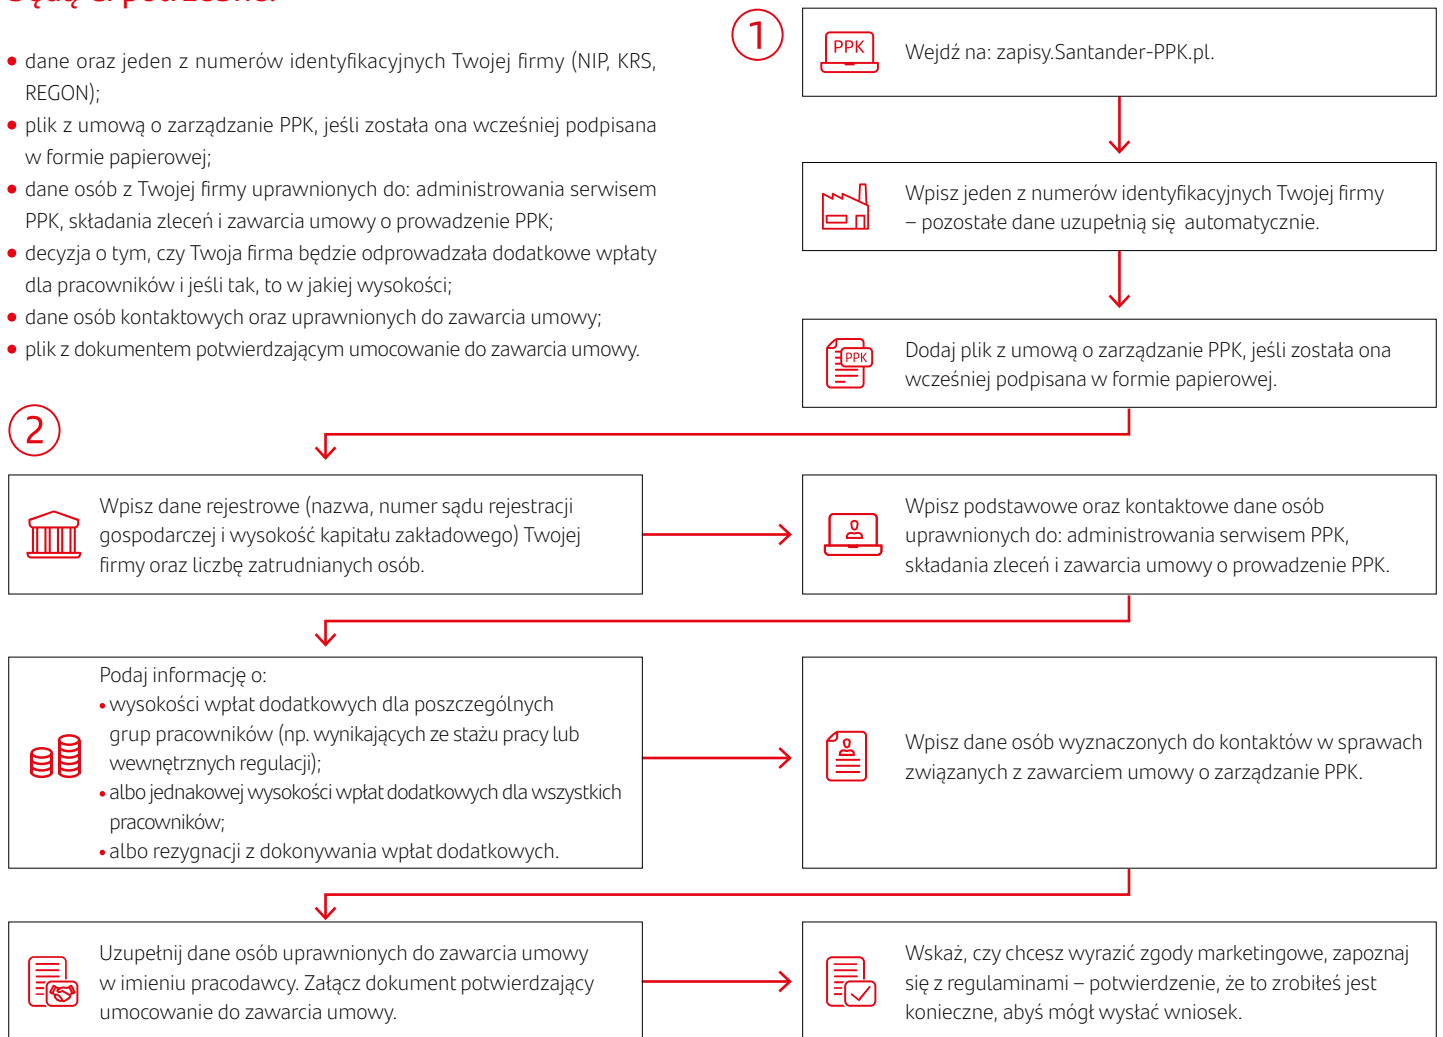 Będą Ci potrzebne:
• dane oraz jeden z numerów identyfikacyjnych Twojej firmy (NIP, KRS,
REGON);
• plik z umową o zarządzanie PPK, jeśli została ona wcześniej podpisana
w formie papierowej;
• dane osób z Twojej firmy uprawnionych do: administrowania serwisem
PPK, składania zleceń i zawarcia umowy o prowadzenie PPK;
• decyzja o tym, czy Twoja firma będzie odprowadzała dodatkowe wpłaty
dla pracowników i jeśli tak, to w jakiej wysokości;
• dane osób kontaktowych oraz uprawnionych do zawarcia umowy;
• plik z dokumentem potwierdzającym umocowanie do zawarcia umowy.
1
PPK
Wejdź na: zapisy.Santander-PPK.pl.
Wpisz jeden z numerów identyfikacyjnych Twojej firmy
– pozostałe dane uzupełnią się automatycznie.
PPK
Dodaj plik z umową o zarządzanie PPK, jeśli została ona
wcześniej podpisana w formie papierowej.
2
Wpisz dane rejestrowe (nazwa, numer sądu rejestracji
gospodarczej i wysokość kapitału zakładowego) Twojej
firmy oraz liczbę zatrudnianych osób.
Wpisz podstawowe oraz kontaktowe dane osób
uprawnionych do: administrowania serwisem PPK,
składania zleceń i zawarcia umowy o prowadzenie PPK.
Podaj informację o:
• wysokości wpłat dodatkowych dla poszczególnych
grup pracowników (np. wynikających ze stażu pracy lub
wewnętrznych regulacji);
• albo jednakowej wysokości wpłat dodatkowych dla wszystkich
pracowników;
• albo rezygnacji z dokonywania wpłat dodatkowych.
Wpisz dane osób wyznaczonych do kontaktów w sprawach
związanych z zawarciem umowy o zarządzanie PPK.
Uzupełnij dane osób uprawnionych do zawarcia umowy
w imieniu pracodawcy. Załącz dokument potwierdzający
umocowanie do zawarcia umowy.
Wskaż, czy chcesz wyrazić zgody marketingowe, zapoznaj
się z regulaminami – potwierdzenie, że to zrobiłeś jest
konieczne, abyś mógł wysłać wniosek.